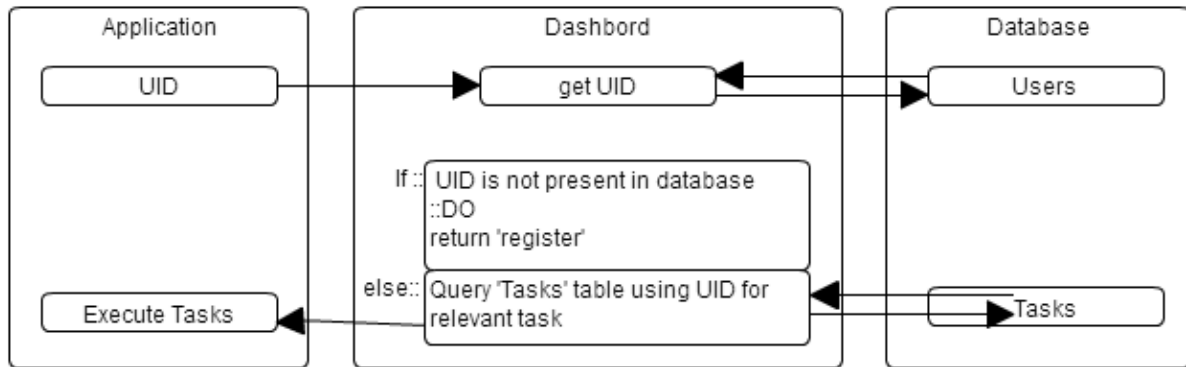 Application
Dashbord
Database
UID
get UID
Users
If :: UID is not present in database
::DO
return 'register'
else:: Query 'Tasks' table using UID for
relevant task
Execute Tasks
Tasks